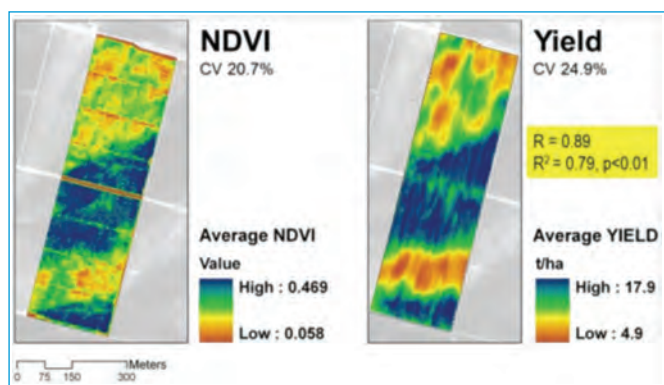 NDVI
CV 20.7%
Average NDVI
Value
High : 0.469
Low : 0.058
Meters
0 75 150 300
Yield
CV 24.9%
R = 0.89
R² = 0.79, p<0.01
Average YIELD
t/ha
High : 17.9
Low : 4.9